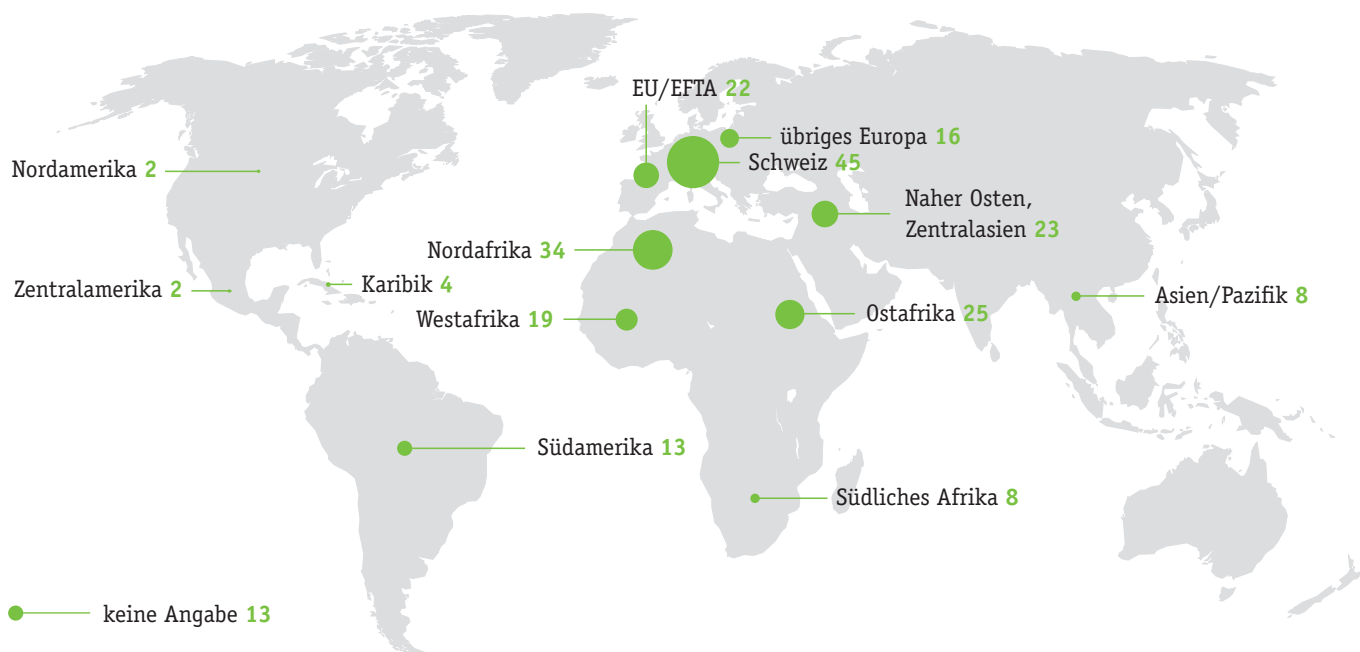 EU/EFTA 22
übriges Europa 16
Schweiz 45
Nordamerika 2
Naher Osten,
Zentralasien 23
Nordafrika 34
Zentralamerika 2
Karibik 4
Asien/Pazifik 8
Westafrika 19
Ostafrika 25
Südamerika 13
Südliches Afrika 8
keine Angabe 13